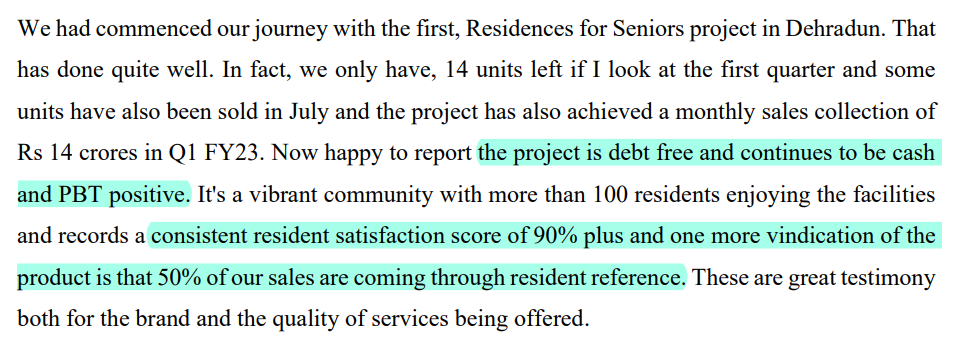 We had commenced our journey with the first, Residences for Seniors project in Dehradun. That
has done quite well. In fact, we only have, 14 units left if I look at the first quarter and some
units have also been sold in July and the project has also achieved a monthly sales collection of
Rs 14 crores in Q1 FY23. Now happy to report the project is debt free and continues to be cash
and PBT positive. It's a vibrant community with more than 100 residents enjoying the facilities
and records a consistent resident satisfaction score of 90% plus and one more vindication of the
product is that 50% of our sales are coming through resident reference. These are great testimony
both for the brand and the quality of services being offered.